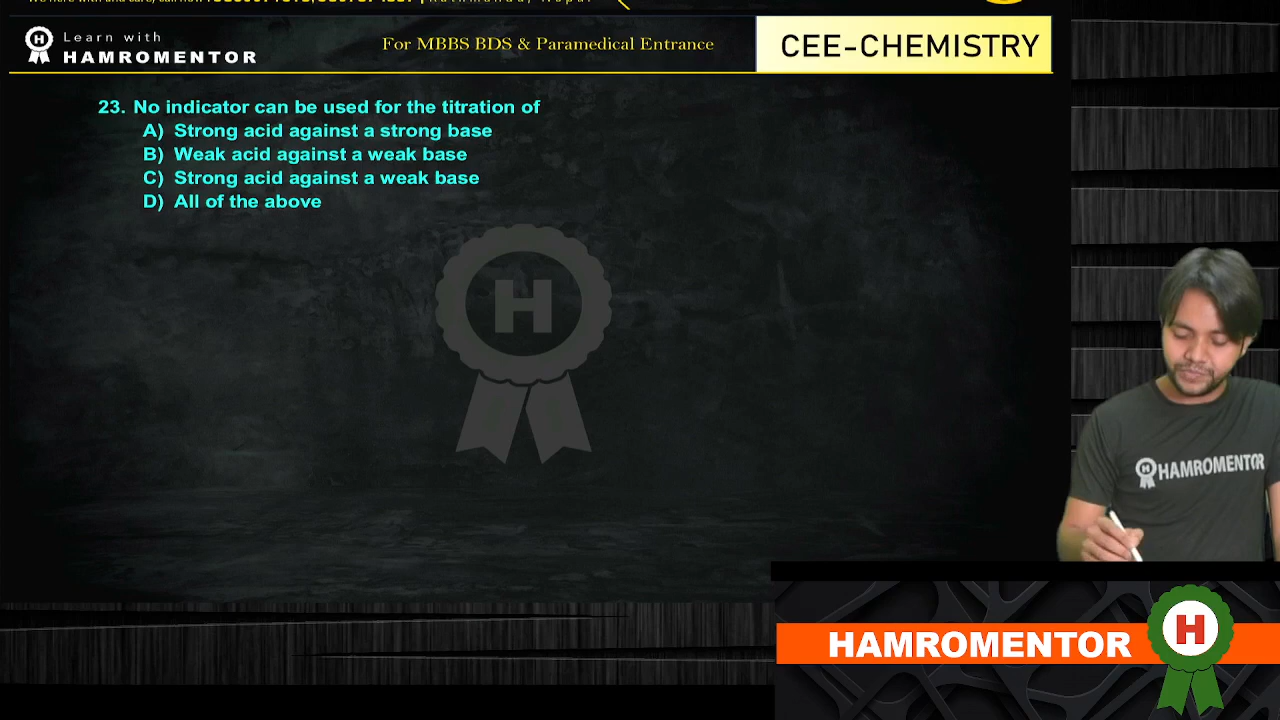 Learn with
HAMROMENTOR
For MBBS BDS & Paramedical Entrance
CEE-CHEMISTRY
23. No indicator can be used for the titration of
A) Strong acid against a strong base
B) Weak acid against a weak base
C) Strong acid against a weak base
D) All of the above
H
HAMROMENTOR
HAMROMENTOR
H